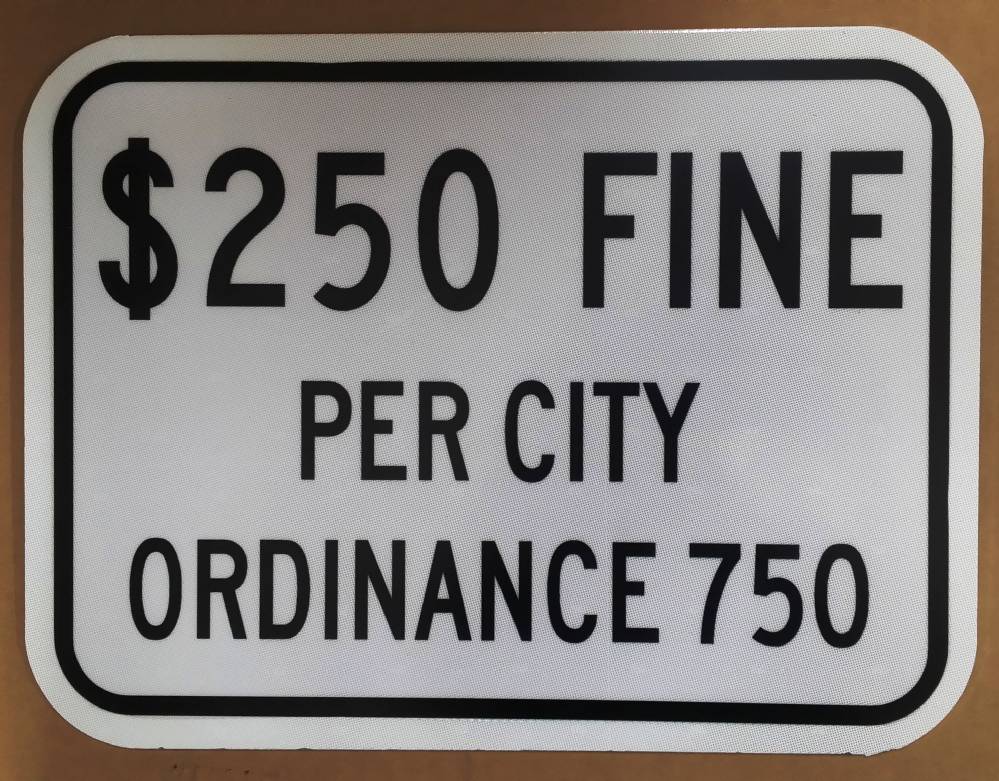 $250 FINE
PER CITY
ORDINANCE 750